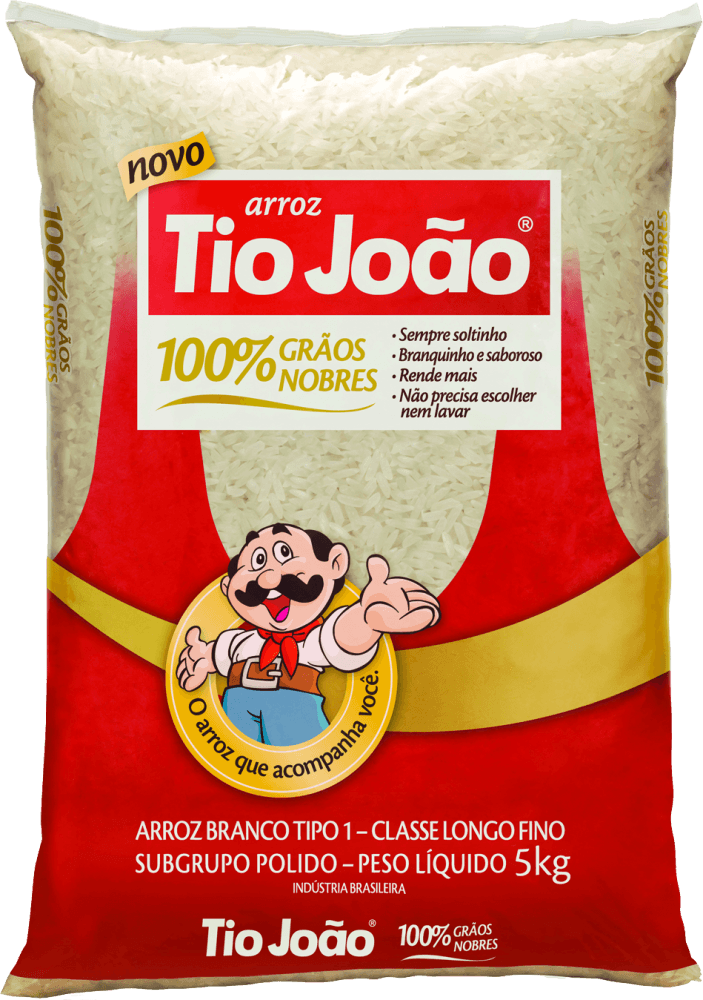 novo
arroz
Tio João®
100% GRÃOS
NOBRES
• Sempre soltinho
• Branquinho e saboroso
• Rende mais
• Não precisa escolher
nem lavar
100% GRÃOS
NOBRES
100% GRÃOS
NOBRES
O arroz que acompanha você.
ARROZ BRANCO TIPO 1 – CLASSE LONGO FINO
SUBGRUPO POLIDO – PESO LÍQUIDO 5kg
INDÚSTRIA BRASILEIRA
Tio João®
100% GRÃOS
NOBRES